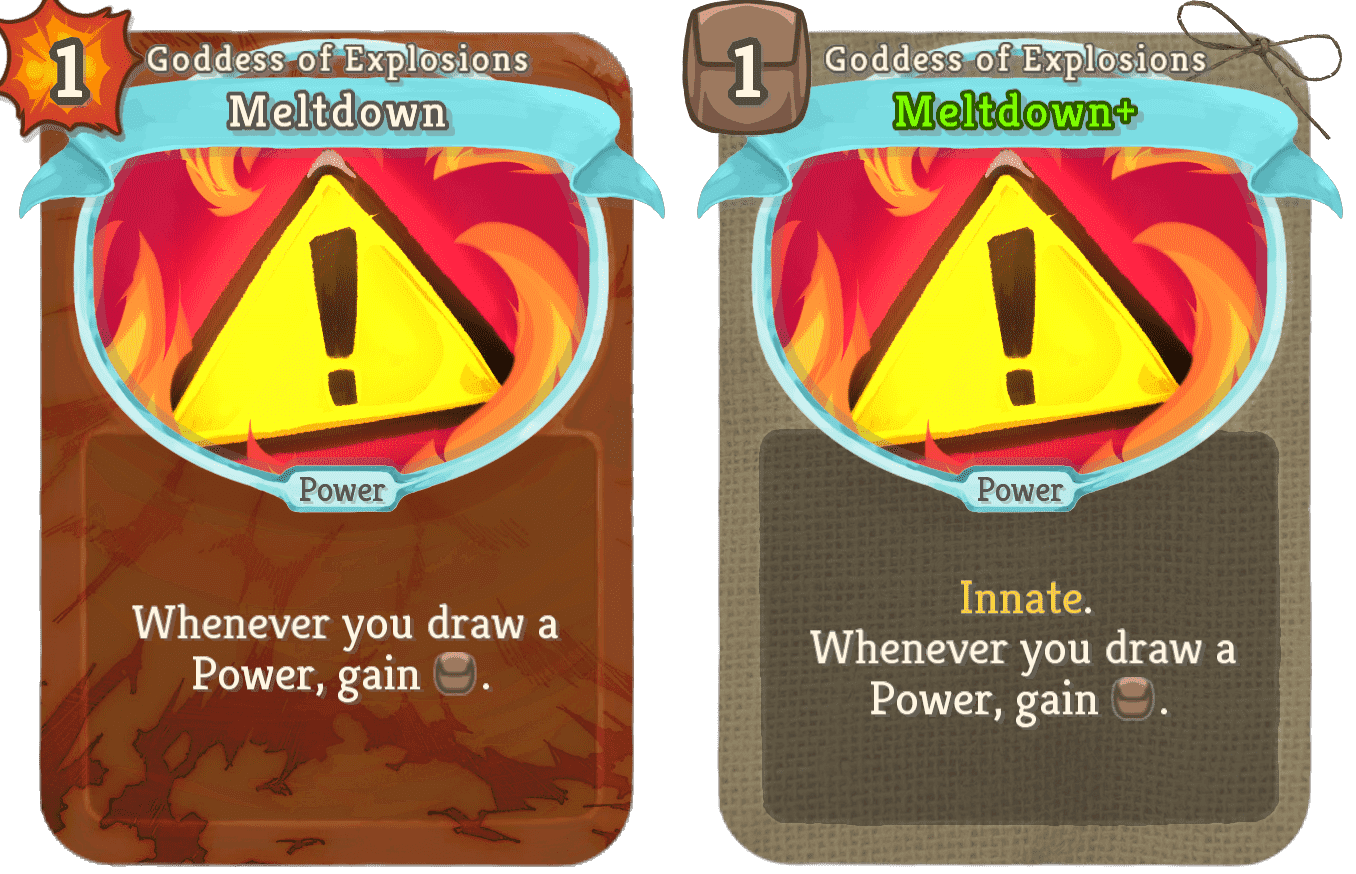 1
Goddess of Explosions
Meltdown
!
Power
Whenever you draw a
Power, gain .
1
Goddess of Explosions
Meltdown+
!
Power
Innate.
Whenever you draw a
Power, gain .